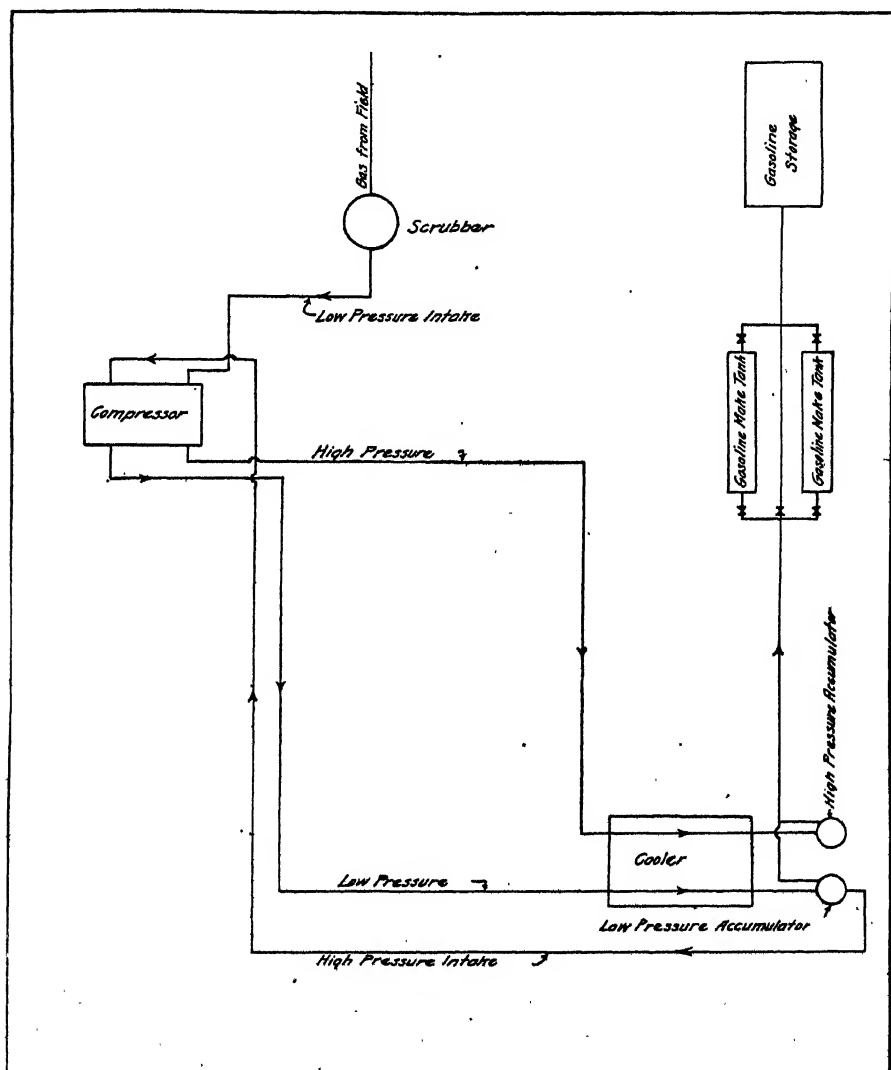 Gas from Field
Gasoline
Storage
Scrubber
Low Pressure Intake
Compressor
Gasoline Make Tank
Gasoline Make Tank
High Pressure
High Pressure Accumulator
Cooler
Low Pressure
Low Pressure Accumulator
High Pressure Intake